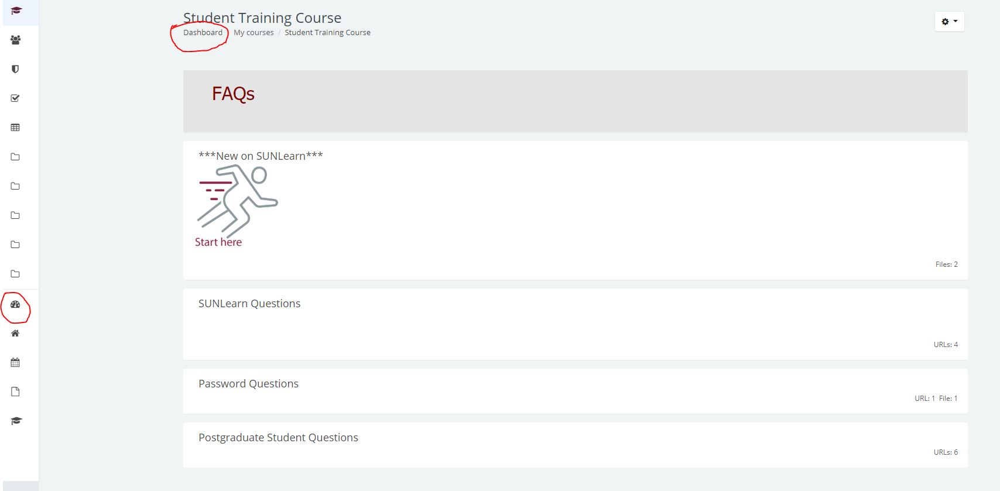 Student Training Course
Dashboard My courses / Student Training Course
FAQs
***New on SUNLearn***
Start here
Files: 2
SUNLearn Questions
URLs: 4
Password Questions
URL: 1 File: 1
Postgraduate Student Questions
URLs: 6